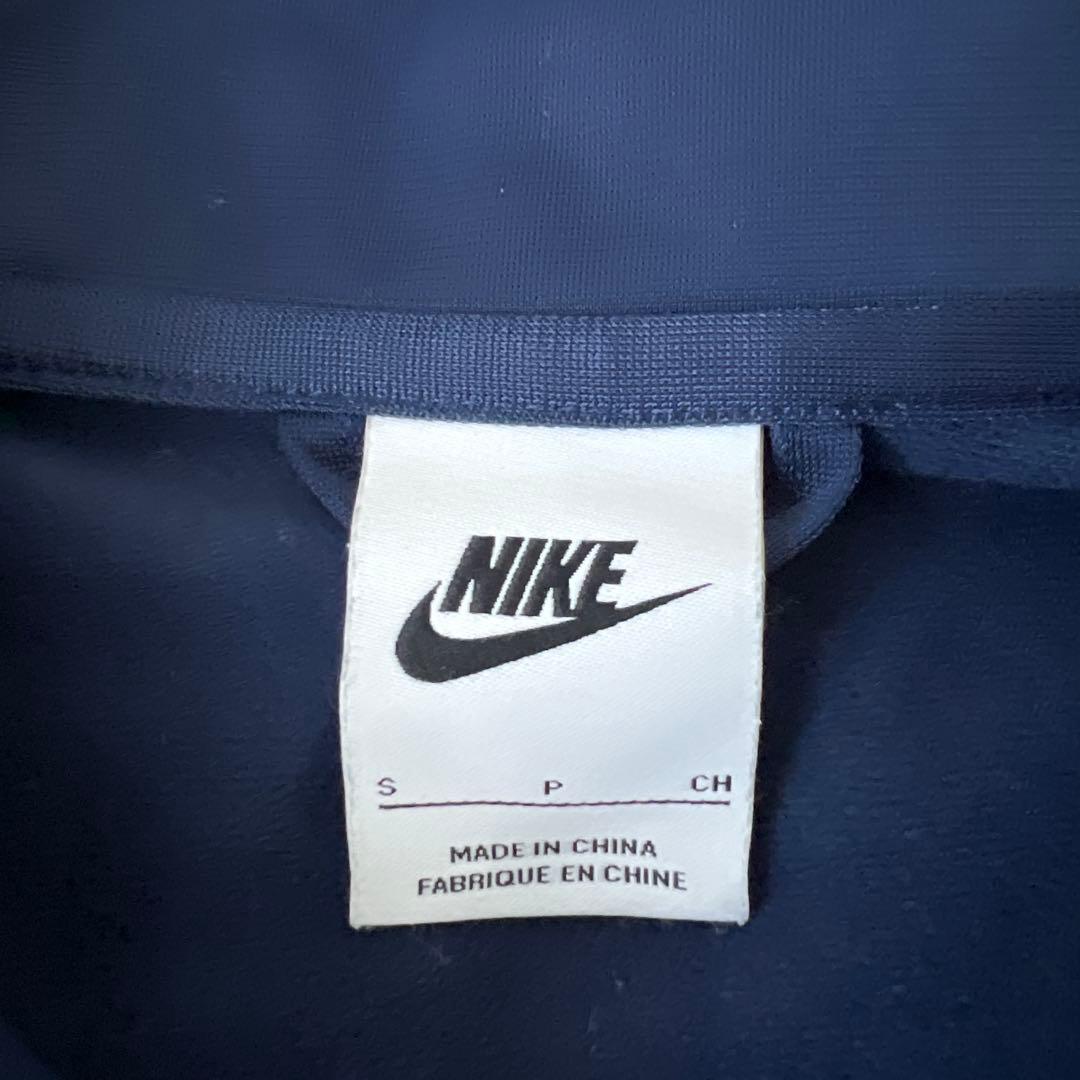 NIKE
S P CH
MADE IN CHINA
FABRIQUE EN CHINE